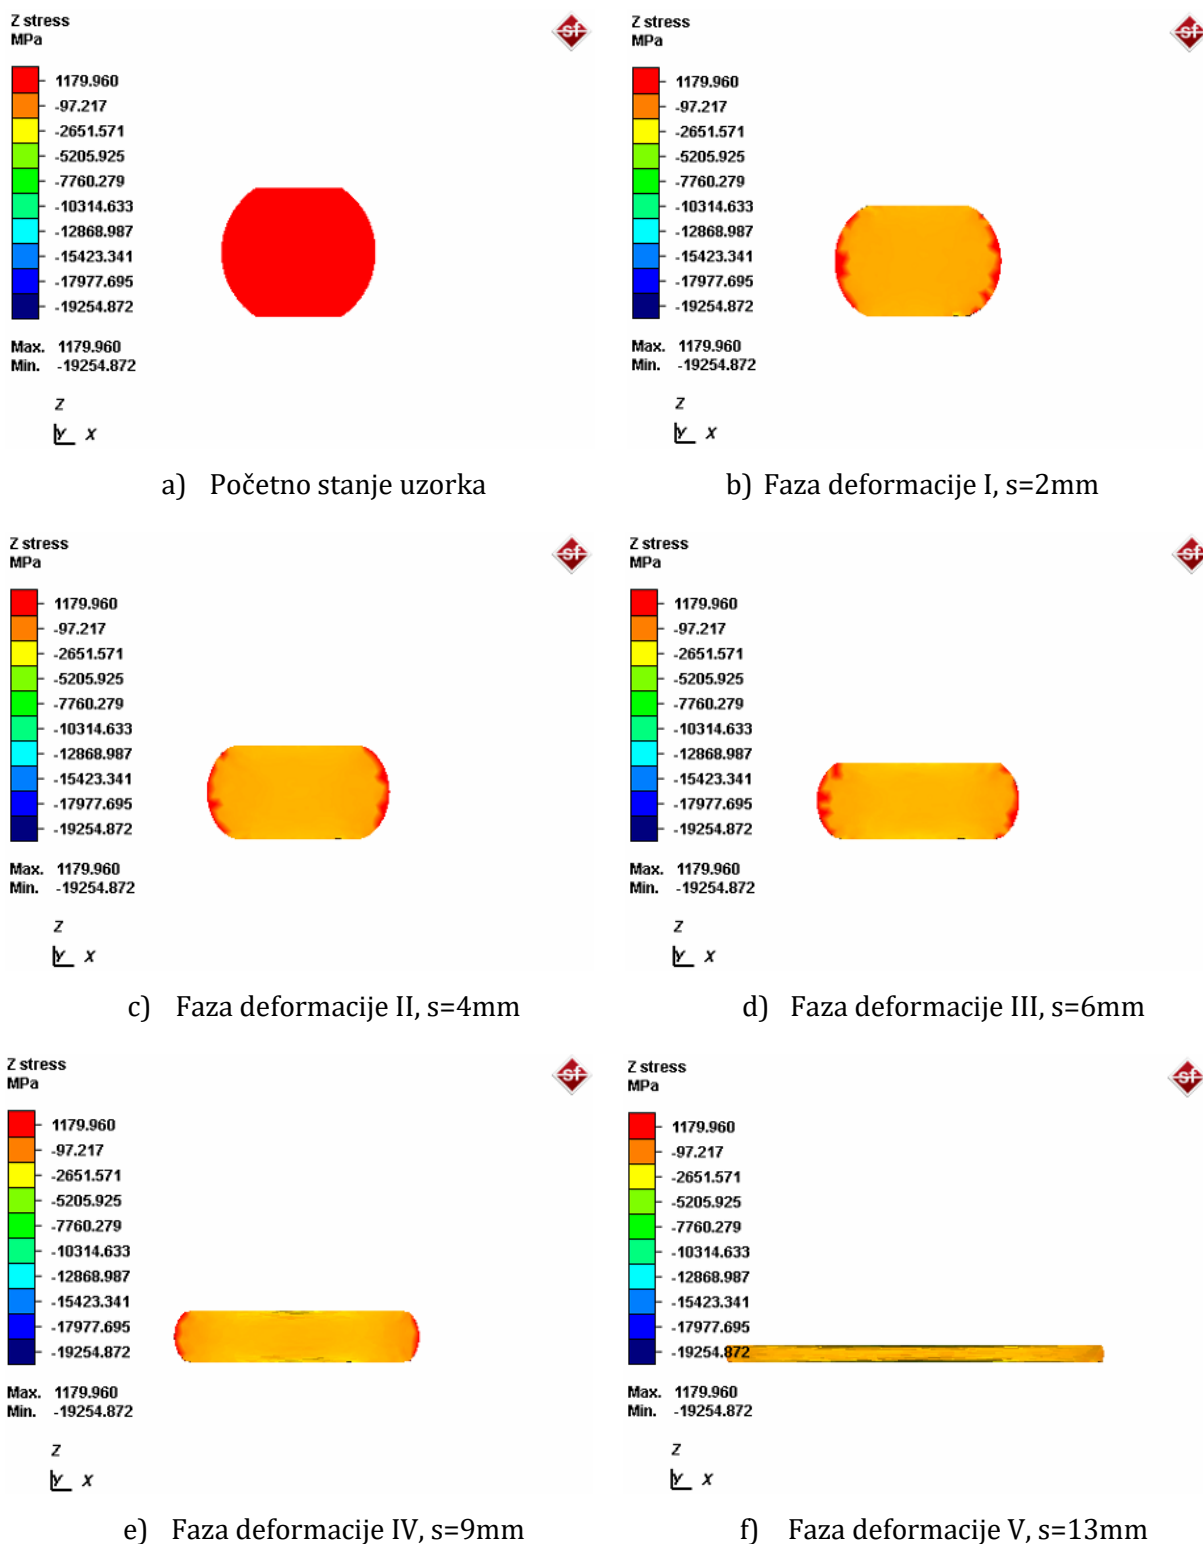 Z stress
MPa
sf
1179.960
-97.217
-2651.571
-5205.925
-7760.279
-10314.633
-12868.987
-15423.341
-17977.695
-19254.872
Max. 1179.960
Min. -19254.872
Z
Y X
a) Početno stanje uzorka
Z stress
MPa
sf
1179.960
-97.217
-2651.571
-5205.925
-7760.279
-10314.633
-12868.987
-15423.341
-17977.695
-19254.872
Max. 1179.960
Min. -19254.872
Z
Y X
b) Faza deformacije I, s=2mm
Z stress
MPa
sf
1179.960
-97.217
-2651.571
-5205.925
-7760.279
-10314.633
-12868.987
-15423.341
-17977.695
-19254.872
Max. 1179.960
Min. -19254.872
Z
Y X
c) Faza deformacije II, s=4mm
Z stress
MPa
sf
1179.960
-97.217
-2651.571
-5205.925
-7760.279
-10314.633
-12868.987
-15423.341
-17977.695
-19254.872
Max. 1179.960
Min. -19254.872
Z
Y X
d) Faza deformacije III, s=6mm
Z stress
MPa
sf
1179.960
-97.217
-2651.571
-5205.925
-7760.279
-10314.633
-12868.987
-15423.341
-17977.695
-19254.872
Max. 1179.960
Min. -19254.872
Z
Y X
e) Faza deformacije IV, s=9mm
Z stress
MPa
sf
1179.960
-97.217
-2651.571
-5205.925
-7760.279
-10314.633
-12868.987
-15423.341
-17977.695
-19254.872
Max. 1179.960
Min. -19254.872
Z
Y X
f) Faza deformacije V, s=13mm